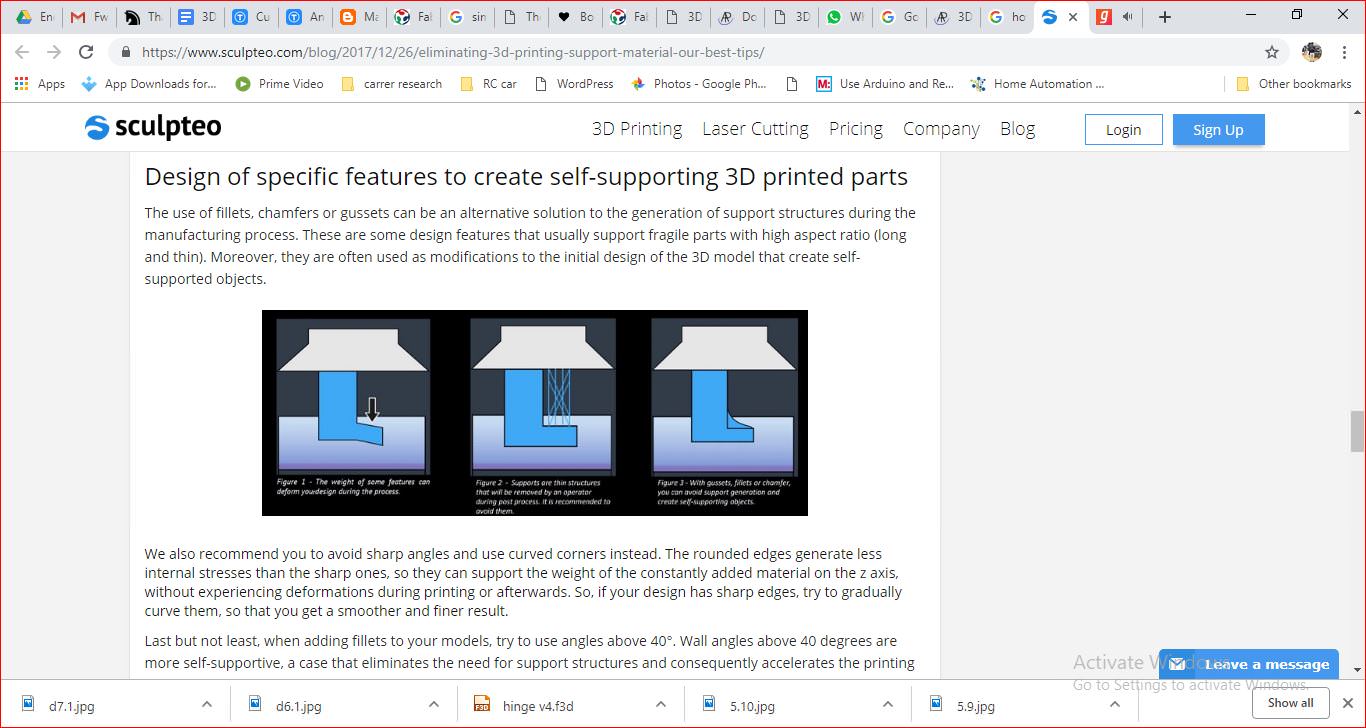 En
Fw
Th
3D
Cu
An
Ma
Fal
sin
Th
Bo
Fal
3D
Do
3D
Wl
Go
3D
ho
https://www.sculpteo.com/blog/2017/12/26/eliminating-3d-printing-support-material-our-best-tips/
Apps
App Downloads for...
Prime Video
carrer research
RC car
WordPress
Photos - Google Ph...
Use Arduino and Re...
Home Automation ...
Other bookmarks
sculpteo
3D Printing
Laser Cutting
Pricing
Company
Blog
Login
Sign Up
Design of specific features to create self-supporting 3D printed parts
The use of fillets, chamfers or gussets can be an alternative solution to the generation of support structures during the
manufacturing process. These are some design features that usually support fragile parts with high aspect ratio (long
and thin). Moreover, they are often used as modifications to the initial design of the 3D model that create self-
supported objects.
Figure 1 - The weight of some features can
deform yourdesign during the process.
Figure 2 - Supports are thin structures
that will be removed by an operator
during post process. It is recommended to
avoid them.
Figure 3 - With gussets, fillets or chamfer,
you can avoid support generation and
create self-supporting objects.
We also recommend you to avoid sharp angles and use curved corners instead. The rounded edges generate less
internal stresses than the sharp ones, so they can support the weight of the constantly added material on the z axis,
without experiencing deformations during printing or afterwards. So, if your design has sharp edges, try to gradually
curve them, so that you get a smoother and finer result.
Last but not least, when adding fillets to your models, try to use angles above 40°. Wall angles above 40 degrees are
more self-supportive, a case that eliminates the need for support structures and consequently accelerates the printing
Activate Windows
Leave a message
Go to Settings to activate Windows.
d7.1.jpg
d6.1.jpg
hinge v4.f3d
5.10.jpg
5.9.jpg
Show all